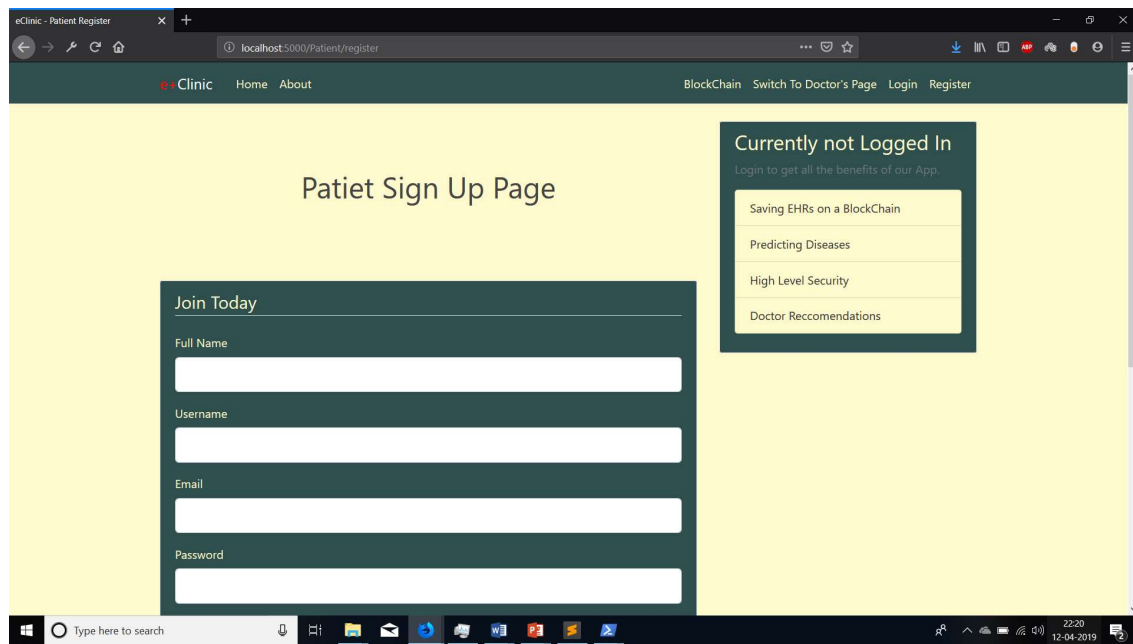 eClinic - Patient Register
localhost:5000/Patient/register
ABP
e+Clinic Home About BlockChain Switch To Doctor's Page Login Register
Patiet Sign Up Page
Currently not Logged In
Login to get all the benefits of our App.
Saving EHRs on a BlockChain
Predicting Diseases
High Level Security
Doctor Reccomendations
Join Today
Full Name
Username
Email
Password
Type here to search
22:20
12-04-2019
2